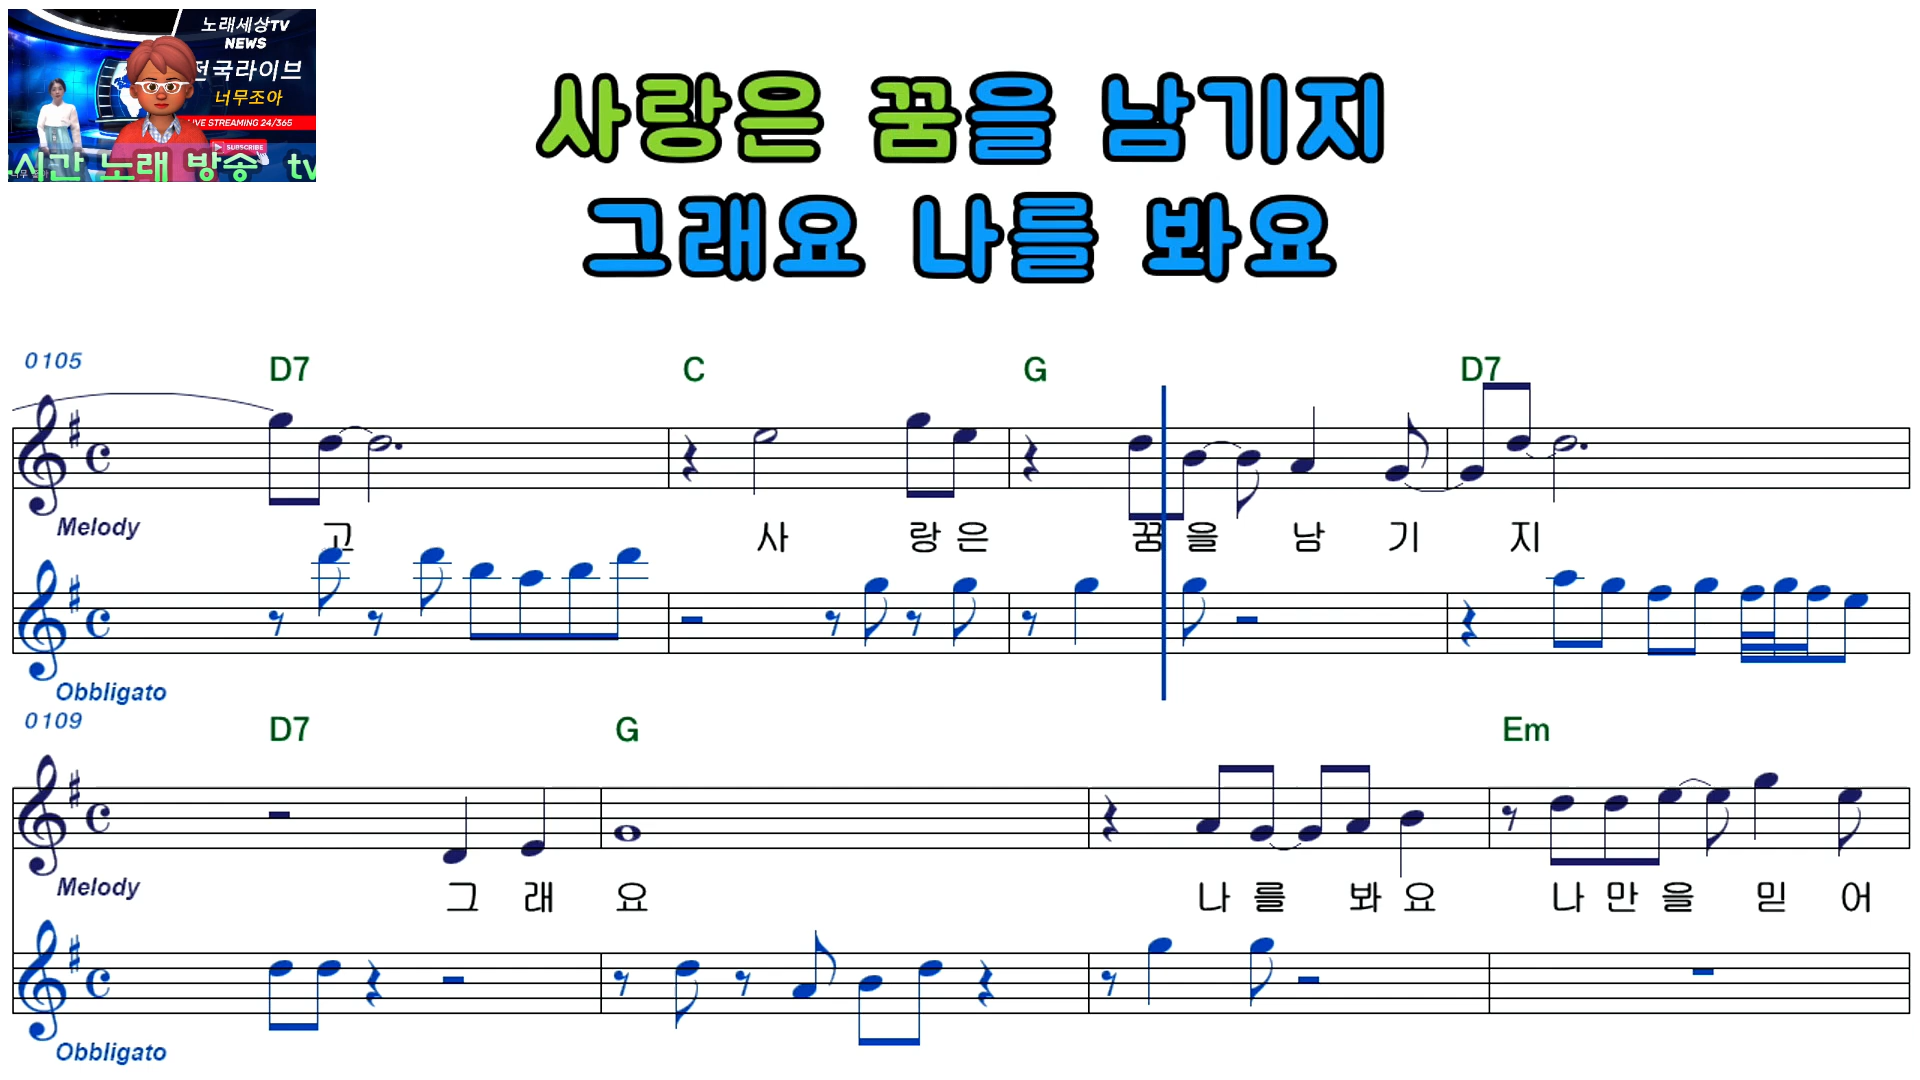 노래세상TV
NEWS
전국라이브
너무조아
LIVE STREAMING 24/365
SUBSCRIBE
시간 노래 방송 tv
사랑은 꿈을 남기지
그래요 나를 봐요
0105
D7 C G D7
Melody
고 사 랑 은 꿈 을 남 기 지
Obbligato
0109
D7 G Em
Melody
그 래 요 나 를 봐 요 나 만 을 믿 어
Obbligato